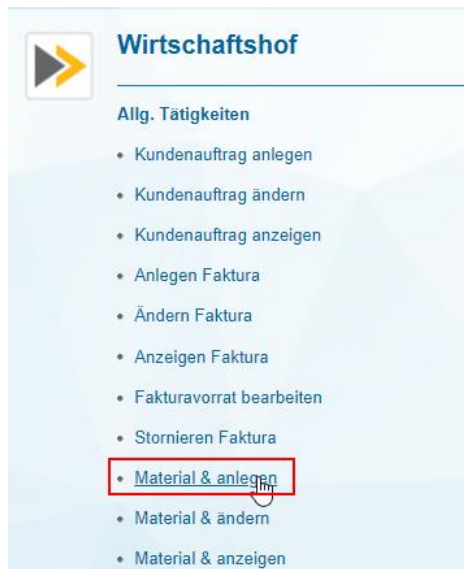 Wirtschaftshof
Allg. Tätigkeiten
Kundenauftrag anlegen
Kundenauftrag ändern
Kundenauftrag anzeigen
Anlegen Faktura
Ändern Faktura
Anzeigen Faktura
Fakturavorrat bearbeiten
Stornieren Faktura
Material & anlegen
Material & ändern
Material & anzeigen